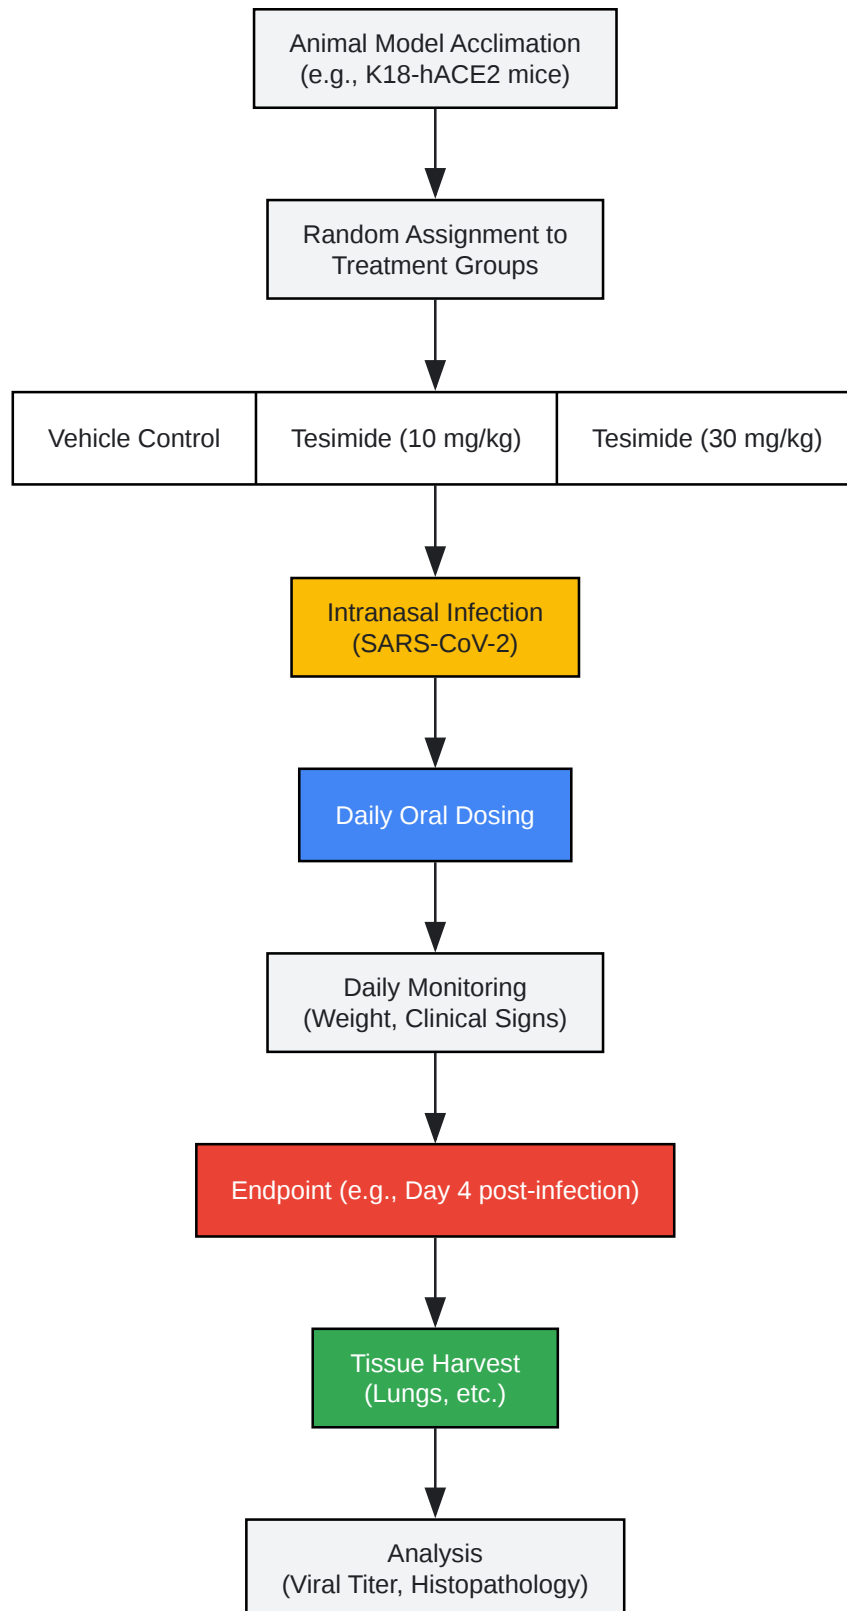 Animal Model Acclimation
(e.g., K18-hACE2 mice)
Random Assignment to
Treatment Groups
Vehicle Control
Tesimide (10 mg/kg)
Tesimide (30 mg/kg)
Intranasal Infection
(SARS-CoV-2)
Daily Oral Dosing
Daily Monitoring
(Weight, Clinical Signs)
Endpoint (e.g., Day 4 post-infection)
Tissue Harvest
(Lungs, etc.)
Analysis
(Viral Titer, Histopathology)